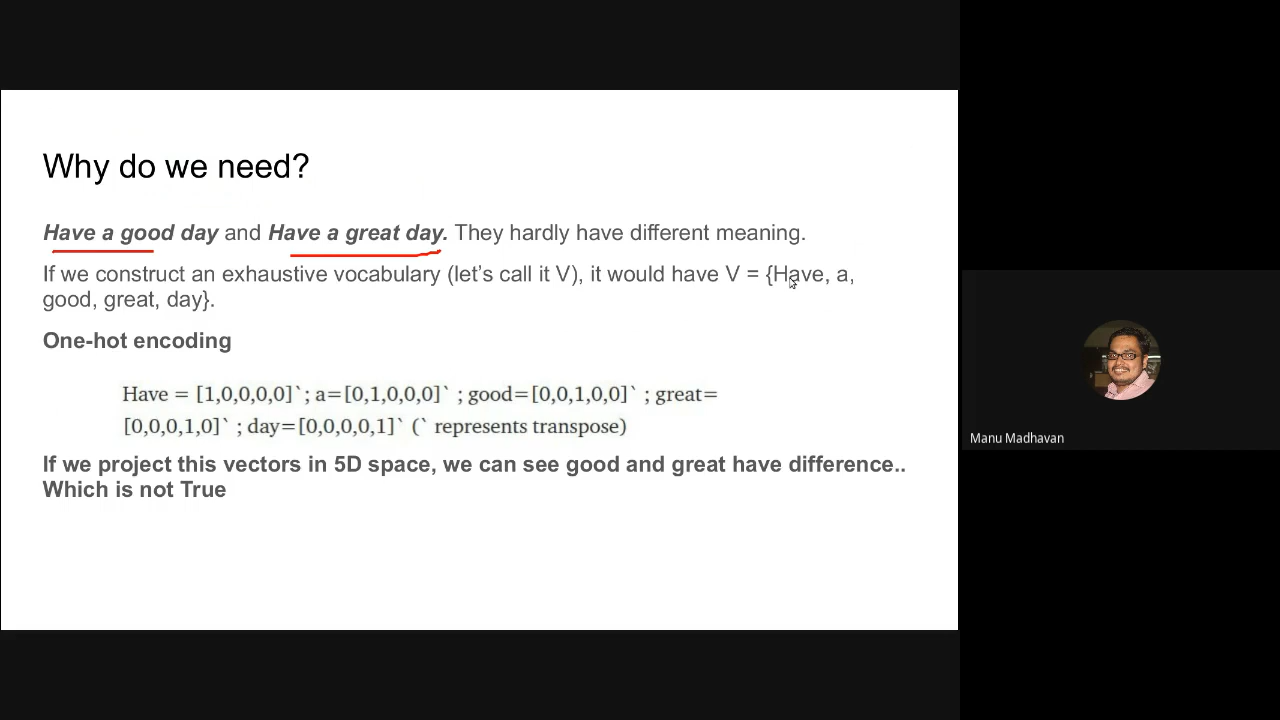 Why do we need?
Have a good day and Have a great day. They hardly have different meaning.
If we construct an exhaustive vocabulary (let’s call it V), it would have V = {Have, a,
good, great, day}.
One-hot encoding
Have = [1,0,0,0,0]`; a=[0,1,0,0,0]` ; good=[0,0,1,0,0]` ; great=
[0,0,0,1,0]` ; day=[0,0,0,0,1]` (` represents transpose)
If we project this vectors in 5D space, we can see good and great have difference..
Which is not True
Manu Madhavan